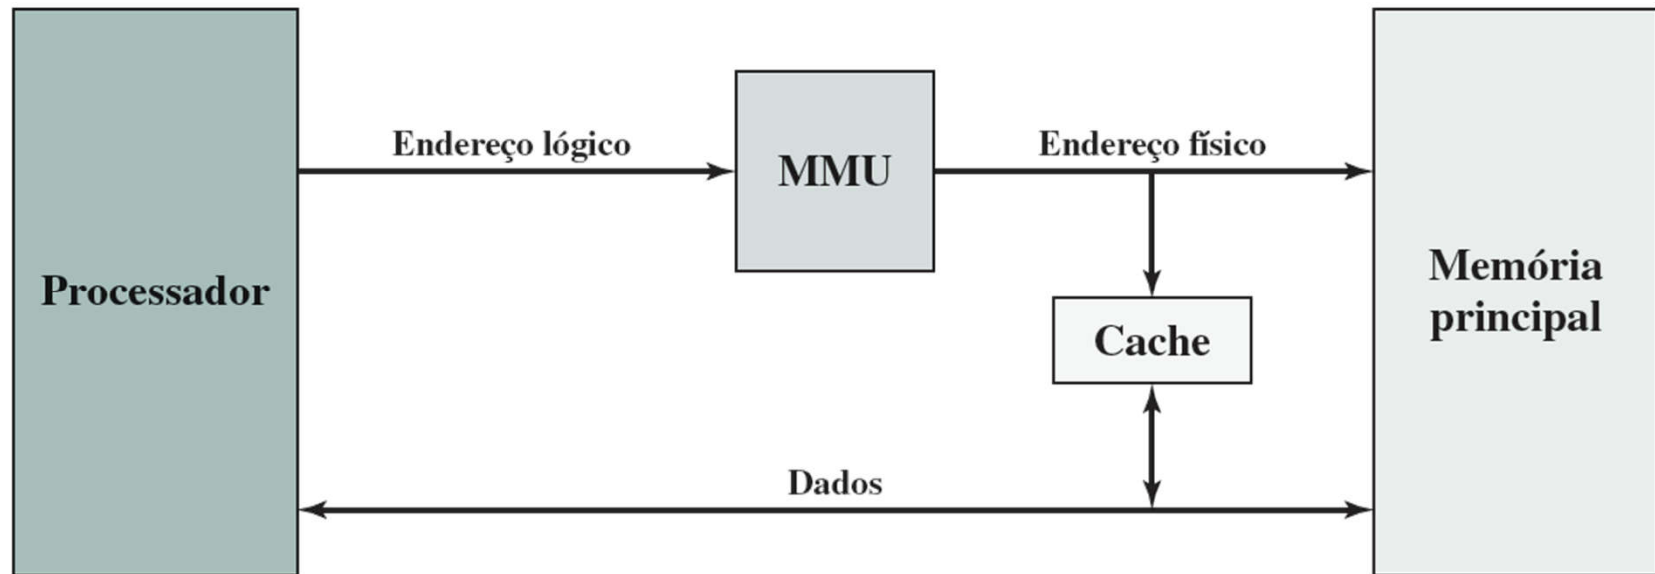 Endereço lógico
MMU
Endereço físico
Processador
Memória
principal
Cache
Dados